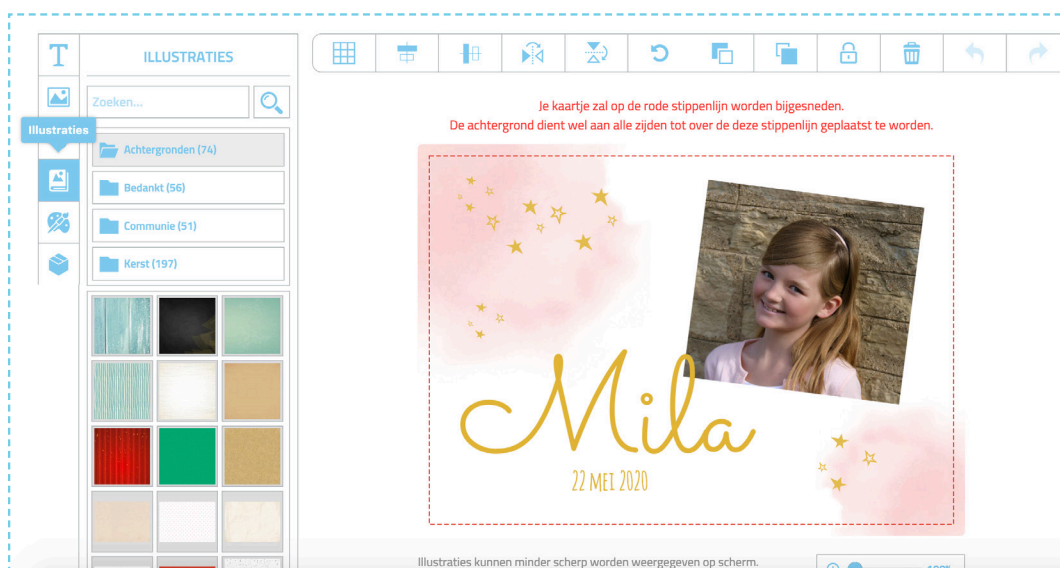 T
ILLUSTRATIES
Zoeken...
Illustraties
Achtergronden (74)
Bedankt (56)
Communie (51)
Kerst (197)
Je kaartje zal op de rode stippenlijn worden bijgesneden.
De achtergrond dient wel aan alle zijden tot over de deze stippenlijn geplaatst te worden.
Mila
22 MEI 2020
Illustraties kunnen minder scherp worden weergegeven op scherm.